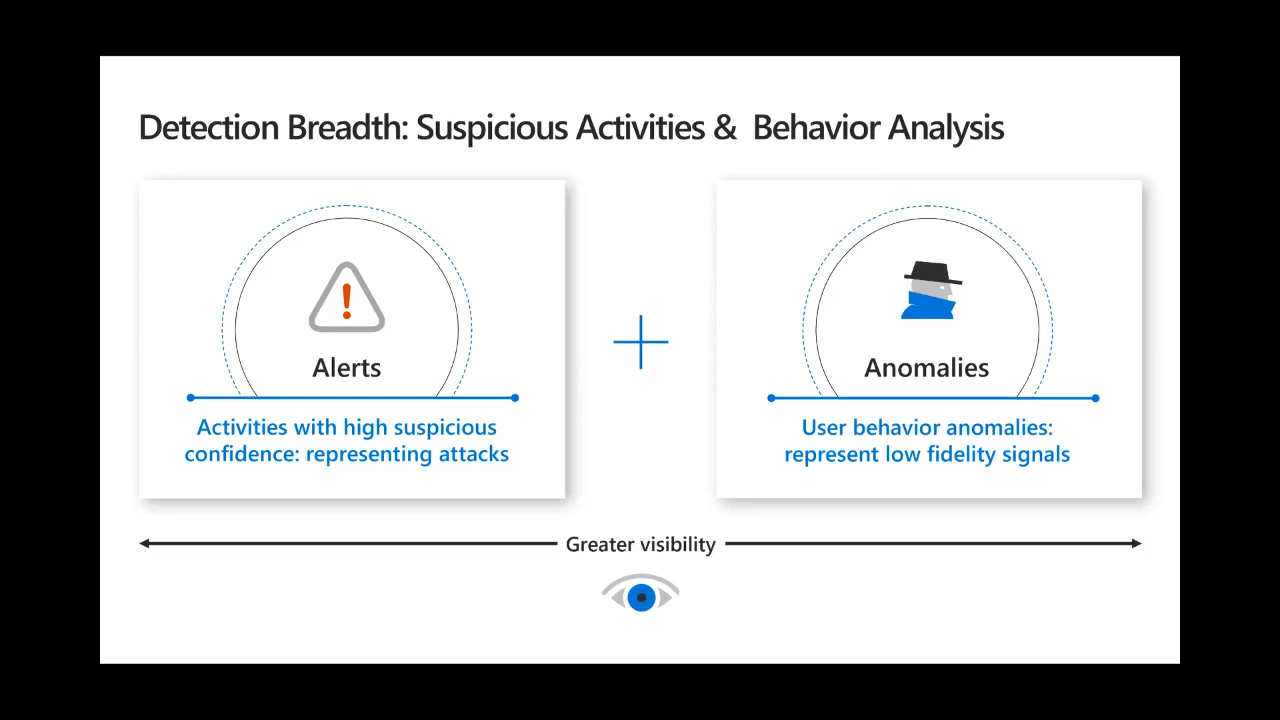 Detection Breadth: Suspicious Activities & Behavior Analysis
Alerts
Activities with high suspicious
confidence: representing attacks
Anomalies
User behavior anomalies:
represent low fidelity signals
Greater visibility